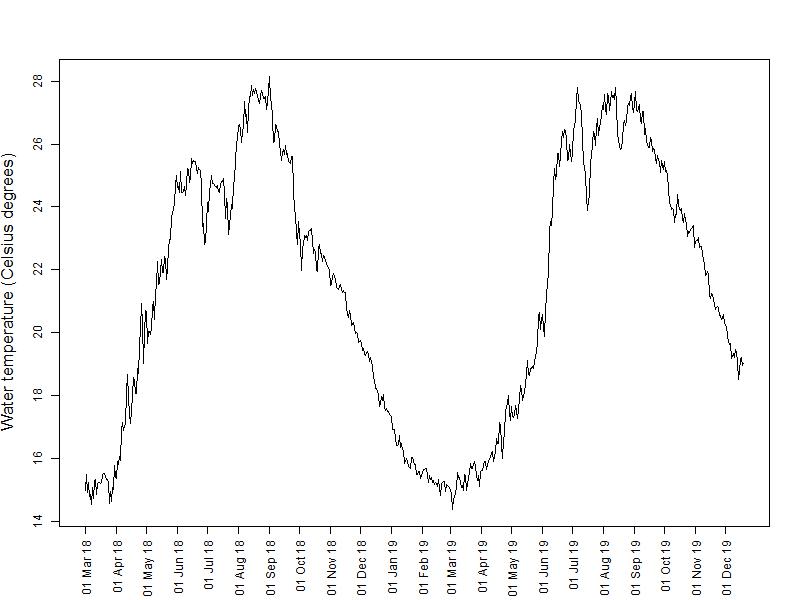 Water temperature (Celsius degrees)
28
26
24
22
20
18
16
14
01 Mar 18
01 Apr 18
01 May 18
01 Jun 18
01 Jul 18
01 Aug 18
01 Sep 18
01 Oct 18
01 Nov 18
01 Dec 18
01 Jan 19
01 Feb 19
01 Mar 19
01 Apr 19
01 May 19
01 Jun 19
01 Jul 19
01 Aug 19
01 Sep 19
01 Oct 19
01 Nov 19
01 Dec 19